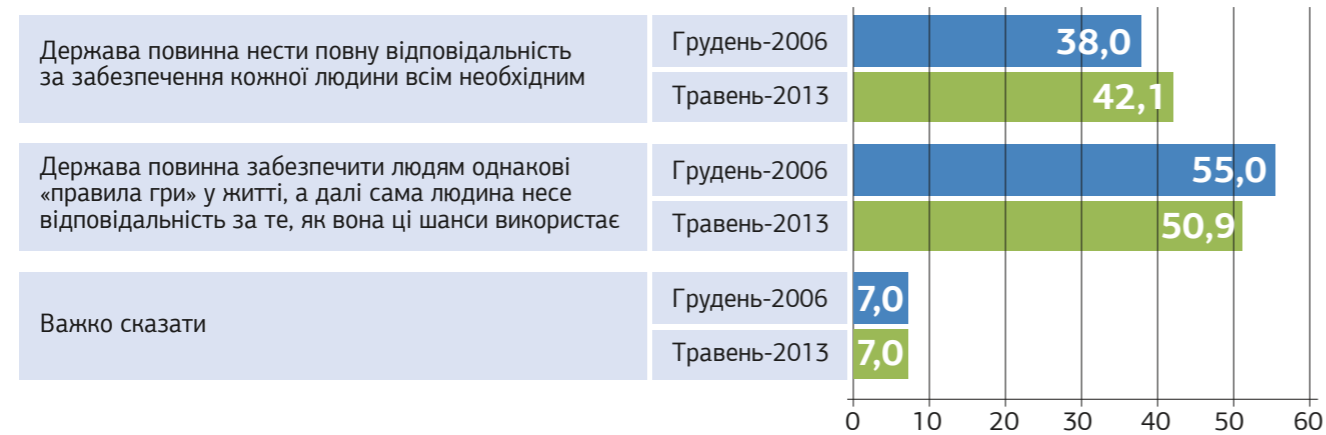 Держава повинна нести повну відповідальність
за забезпечення кожної людини всім необхідним
Грудень-2006
38,0
Травень-2013
42,1
Держава повинна забезпечити людям однакові
«правила гри» у житті, а далі сама людина несе
відповідальність за те, як вона ці шанси використає
Грудень-2006
55,0
Травень-2013
50,9
Важко сказати
Грудень-2006
7,0
Травень-2013
7,0
0 10 20 30 40 50 60